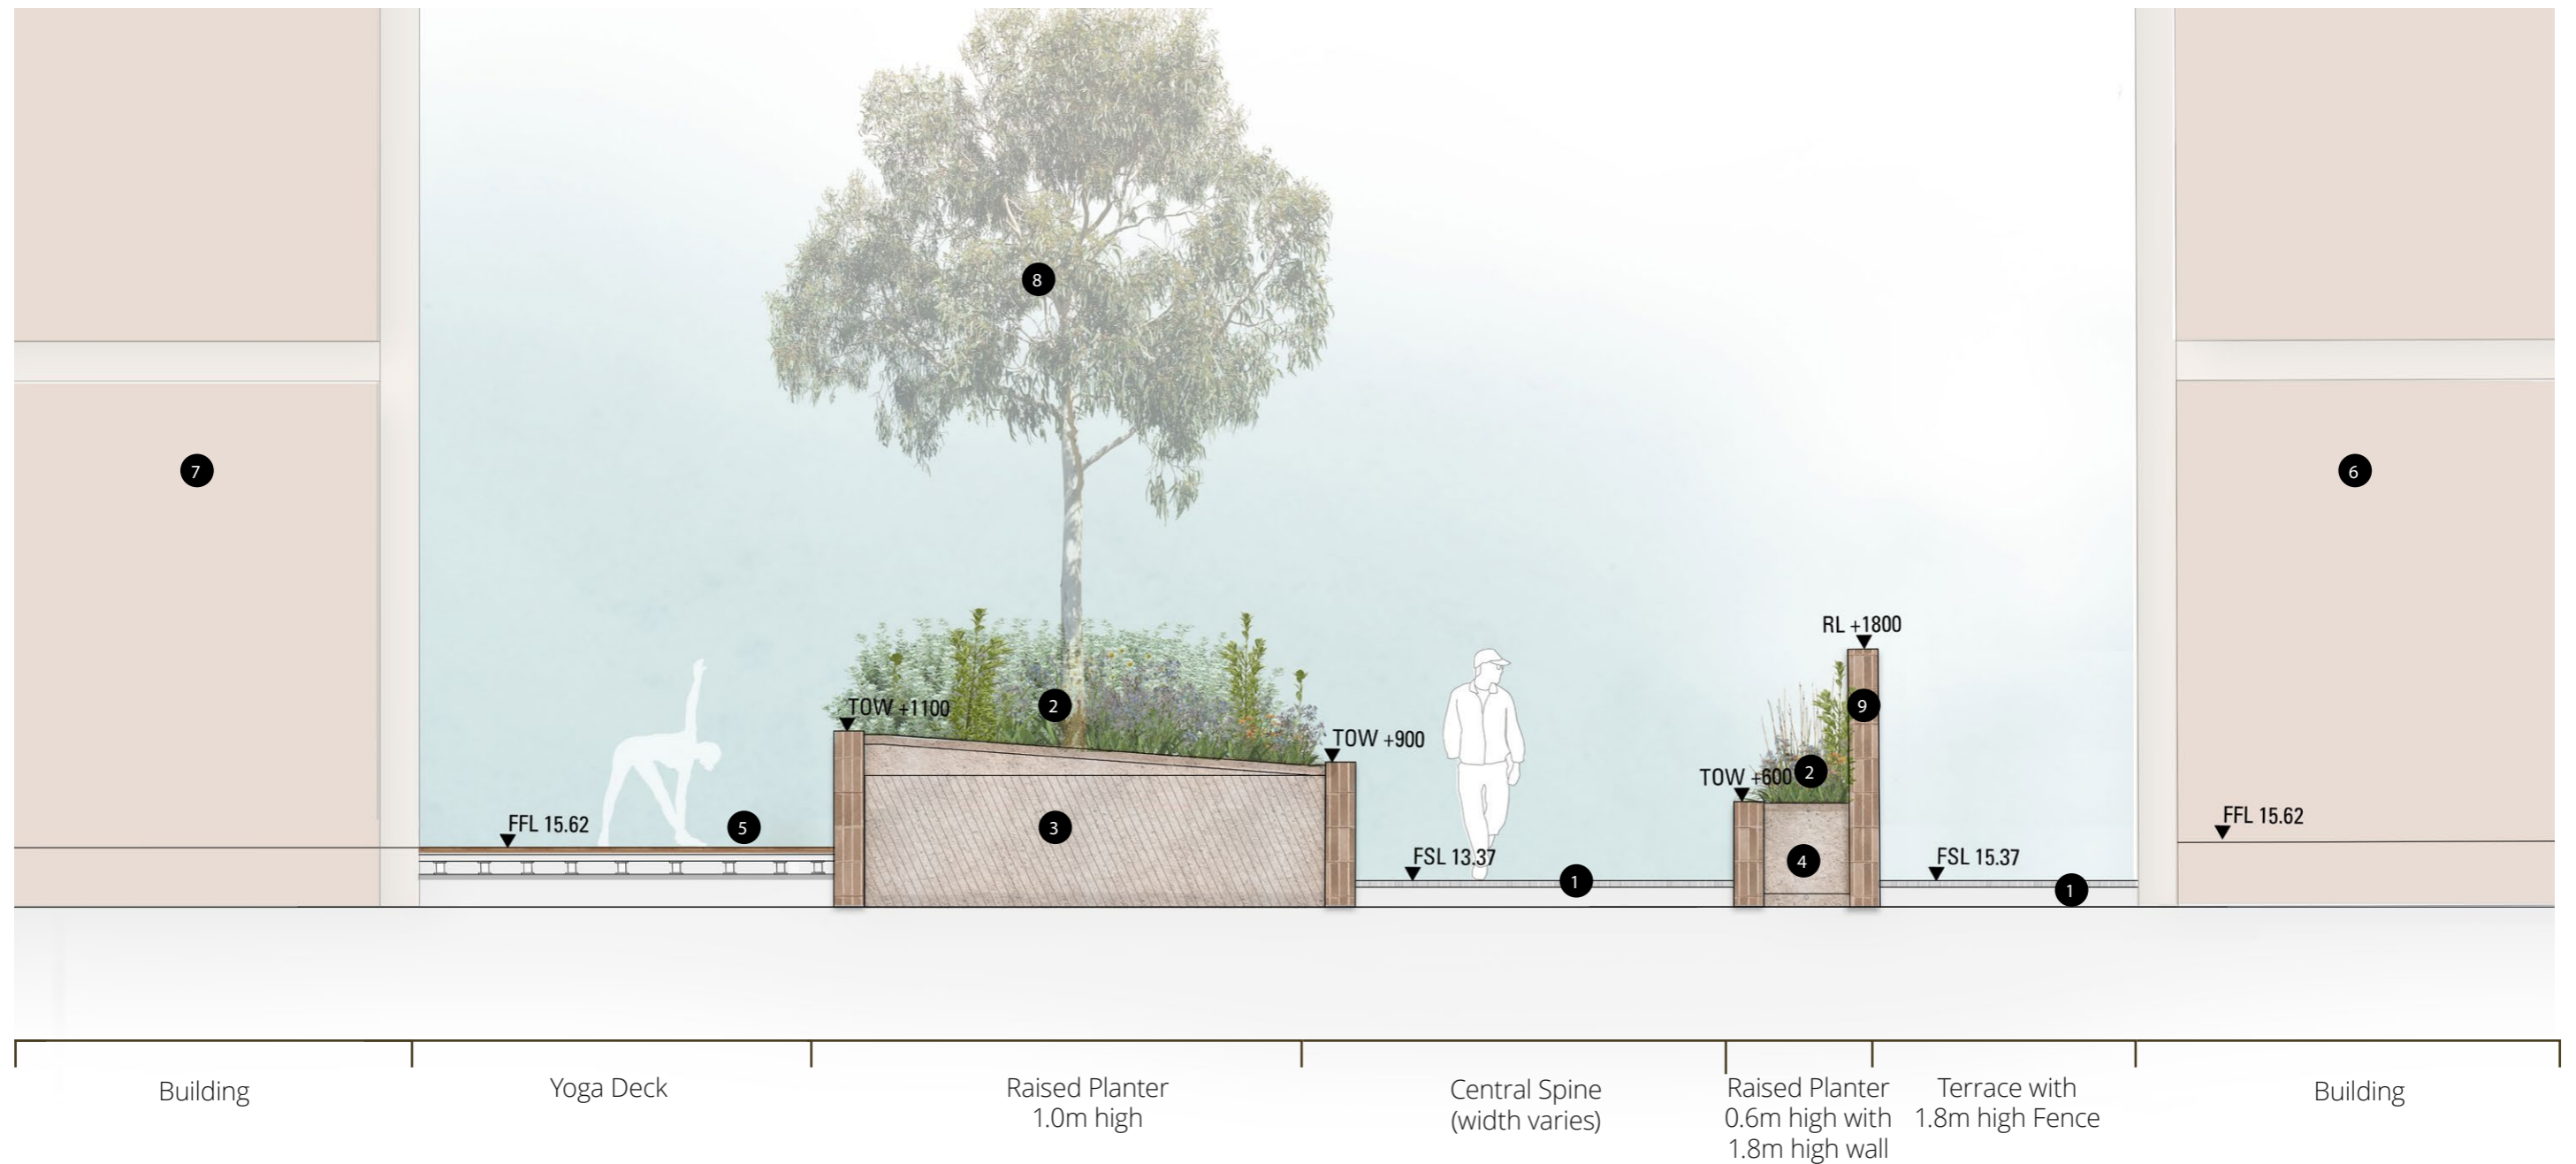 8
7
6
RL +1800
9
2
TOW +1100
TOW +900
2
TOW +600
FFL 15.62
5
3
FFL 15.62
FSL 13.37
4
FSL 15.37
1
1
Building
Yoga Deck
Raised Planter
1.0m high
Central Spine
(width varies)
Raised Planter
0.6m high with
1.8m high wall
Terrace with
1.8m high Fence
Building